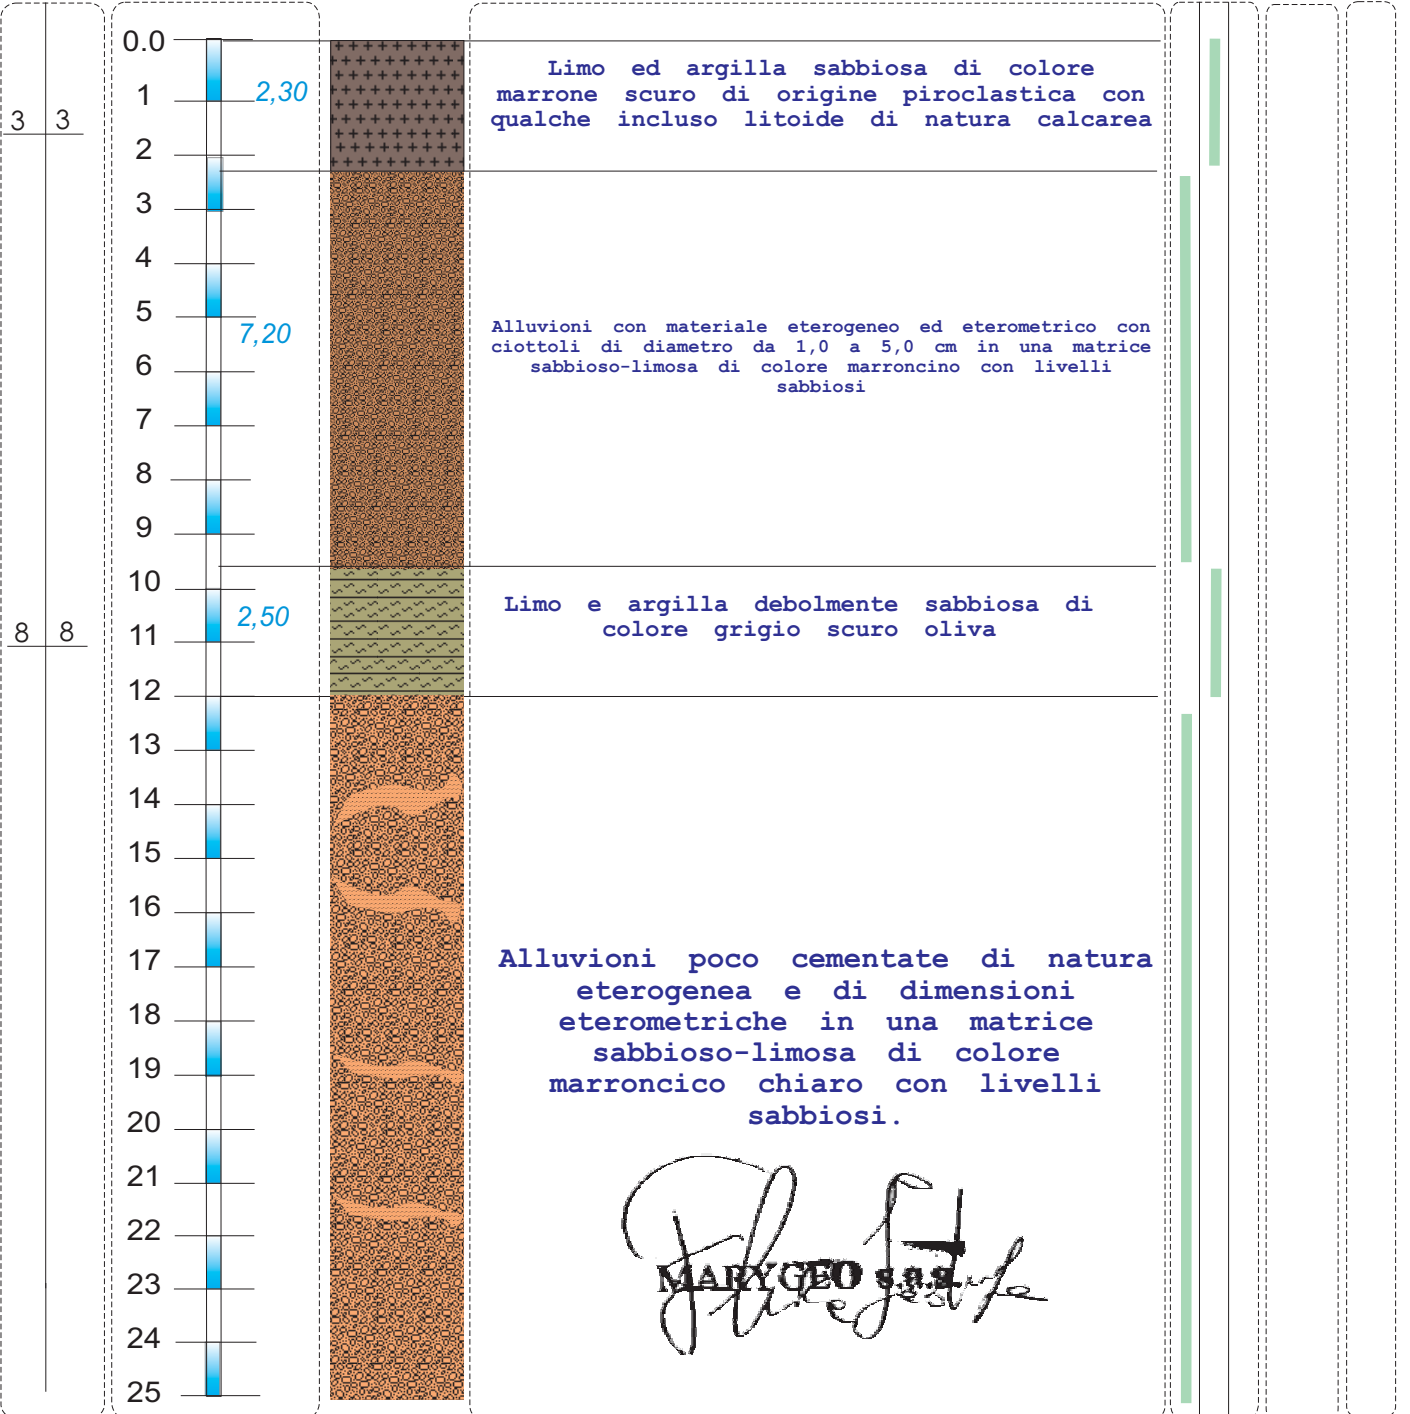 0.0
1
2,30
Limo ed argilla sabbiosa di colore
marrone scuro di origine piroclastica con
qualche incluso litoide di natura calcarea
3 3
2
3
4
5
7,20
Alluvioni con materiale eterogeneo ed eterometrico con
ciottoli di diametro da 1,0 a 5,0 cm in una matrice
sabbioso-limosa di colore marroncino con livelli
sabbiosi
6
7
8
9
10
2,50
Limo e argilla debolmente sabbiosa di
colore grigio scuro oliva
8 8
11
12
13
14
15
16
17
Alluvioni poco cementate di natura
eterogenea e di dimensioni
eterometriche in una matrice
sabbioso-limosa di colore
marroncico chiaro con livelli
sabbiosi.
18
19
20
21
22
23
MARYGEO s.a.s.
24
25